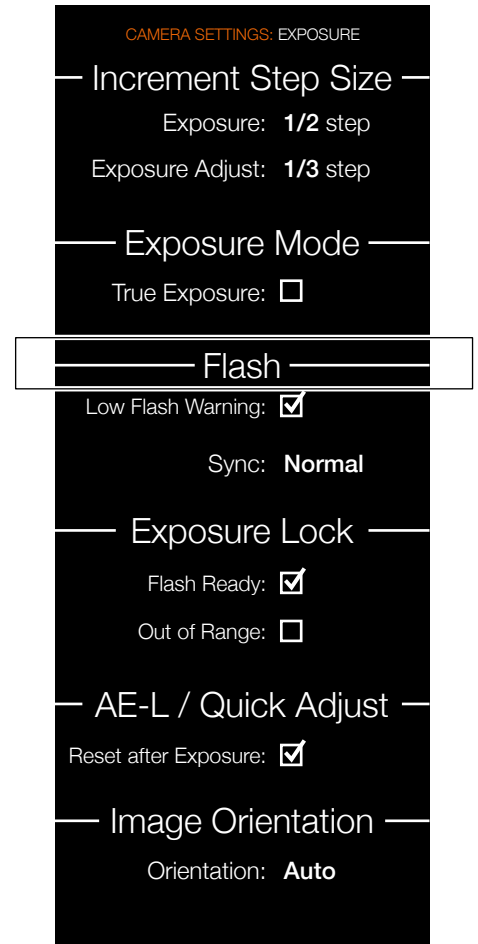 CAMERA SETTINGS: EXPOSURE
Increment Step Size
Exposure: 1/2 step
Exposure Adjust: 1/3 step
Exposure Mode
True Exposure:
Flash
Low Flash Warning:
Sync: Normal
Exposure Lock
Flash Ready:
Out of Range:
AE-L / Quick Adjust
Reset after Exposure:
Image Orientation
Orientation: Auto